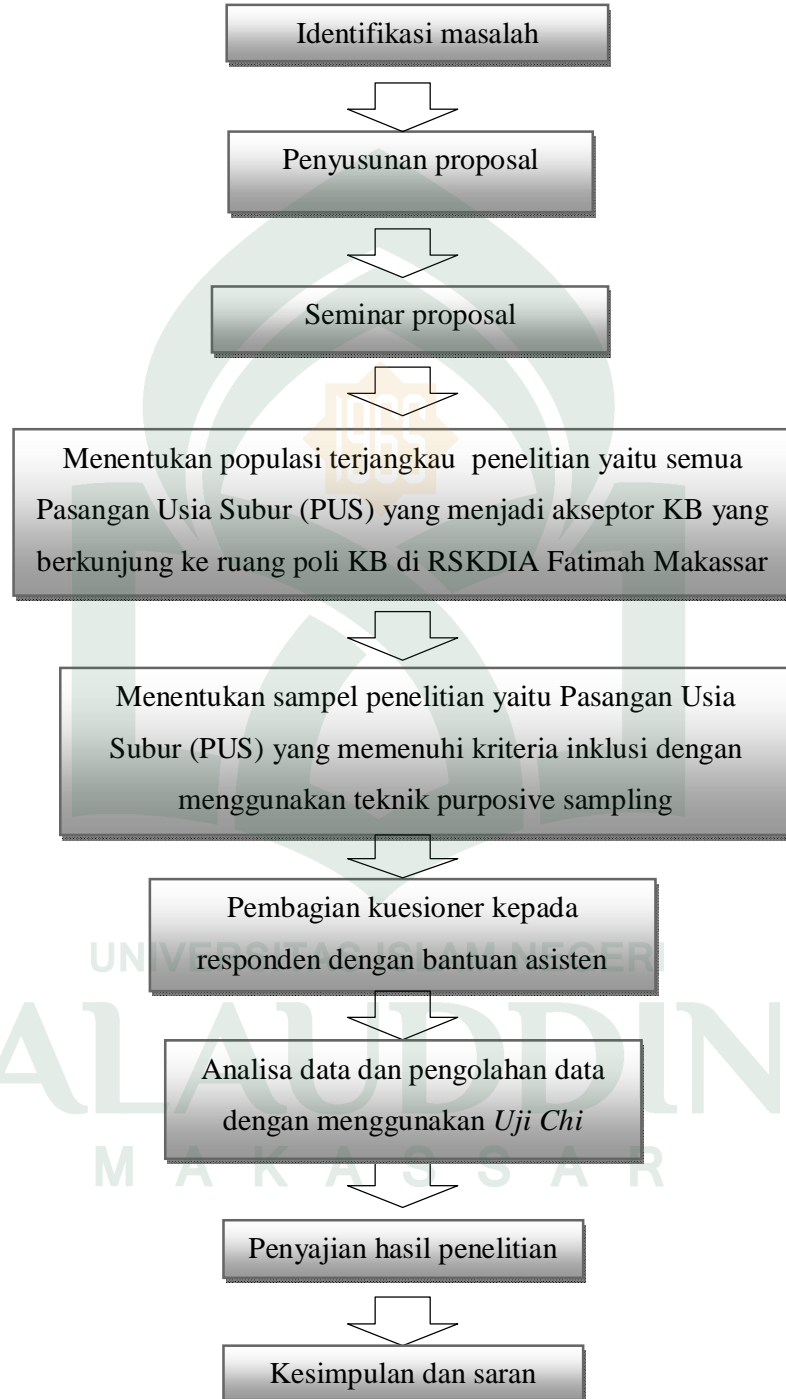 Identifikasi masalah
Penyusunan proposal
Seminar proposal
1965
Menentukan populasi terjangkau penelitian yaitu semua
Pasangan Usia Subur (PUS) yang menjadi akseptor KB yang
berkunjung ke ruang poli KB di RSKDIA Fatimah Makassar
Menentukan sampel penelitian yaitu Pasangan Usia
Subur (PUS) yang memenuhi kriteria inklusi dengan
menggunakan teknik purposive sampling
Pembagian kuesioner kepada
responden dengan bantuan asisten
UNIVERSITAS ISLAM NEGERI
ALAUDDIN
Analisa data dan pengolahan data
dengan menggunakan Uji Chi
MAKASSAR
Penyajian hasil penelitian
Kesimpulan dan saran